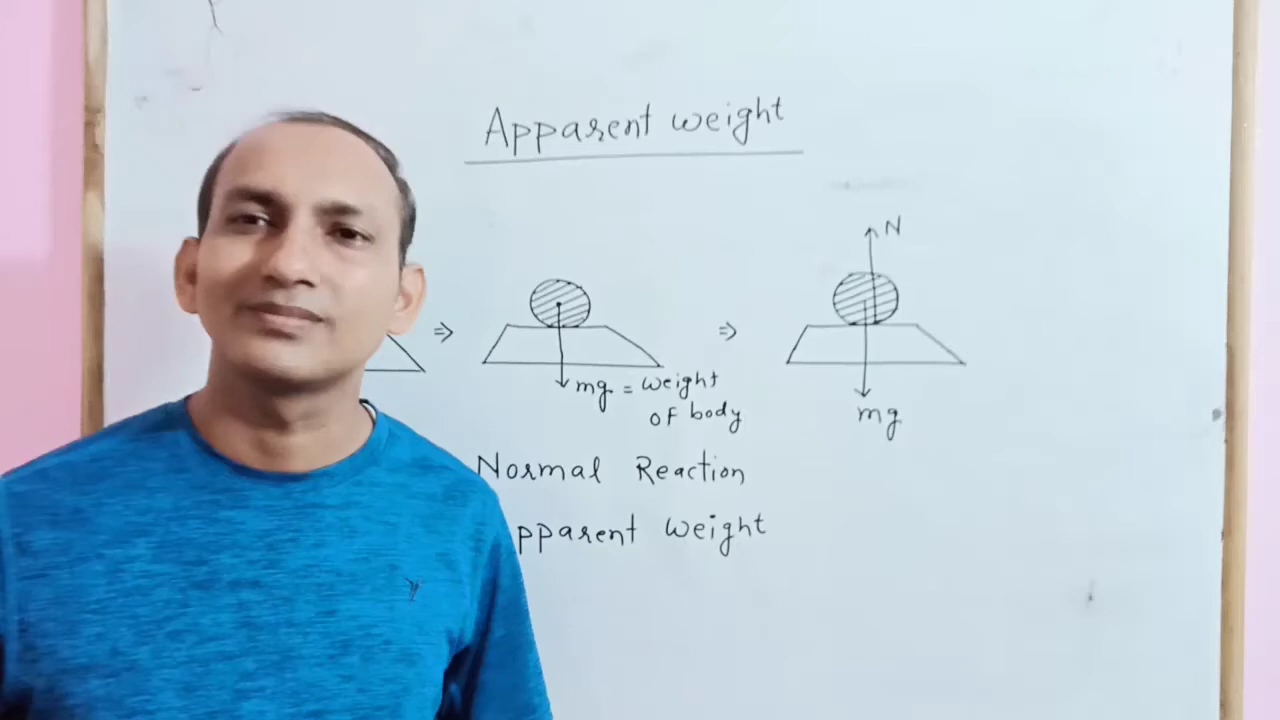 Apparent weight
N
⇒
⇒
mg = weight
of body
mg
Normal Reaction
pparent weight